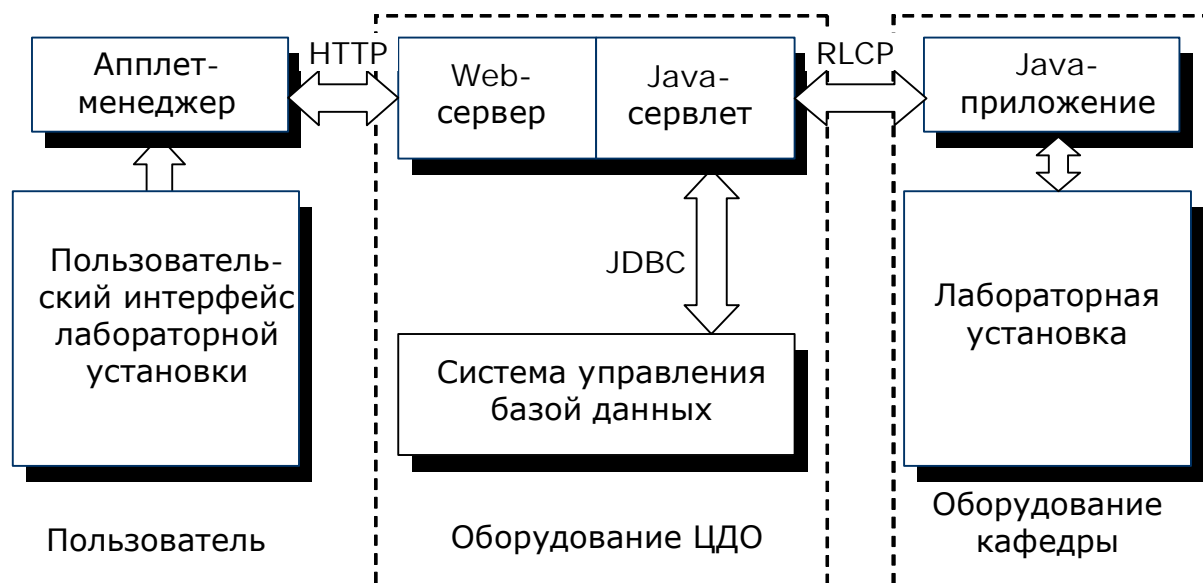 Апплет-
менеджер
HTTP
Web-
сервер
Java-
сервлет
RLCP
Java-
приложение
Пользователь-
ский интерфейс
лабораторной
установки
JDBC
Лабораторная
установка
Система управления
базой данных
Пользователь
Оборудование ЦДО
Оборудование
кафедры